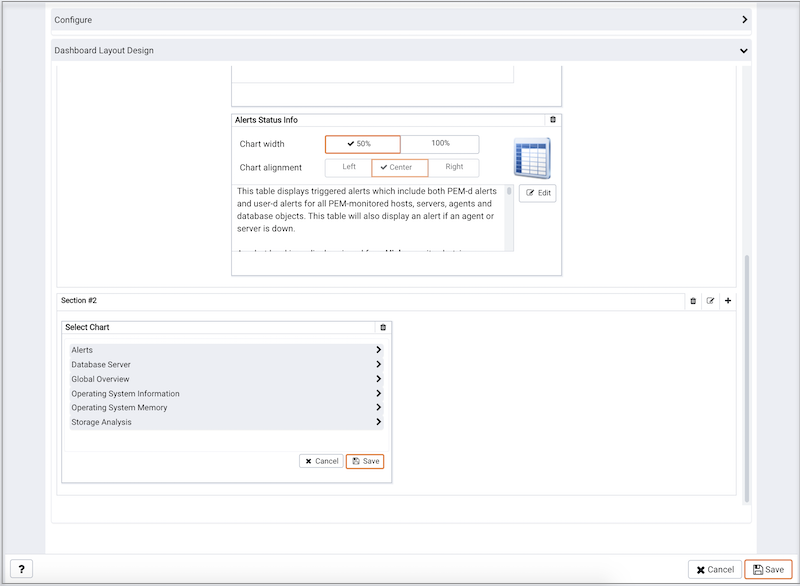 Configure
Dashboard Layout Design
Alerts Status Info
Chart width
50%
100%
Chart alignment
Left
Center
Right
This table displays triggered alerts which include both PEM-d alerts
and user-d alerts for all PEM-monitored hosts, servers, agents and
database objects. This table will also display an alert if an agent or
server is down.
Edit
Section #2
Select Chart
Alerts
Database Server
Global Overview
Operating System Information
Operating System Memory
Storage Analysis
Cancel
Save
?
Cancel
Save